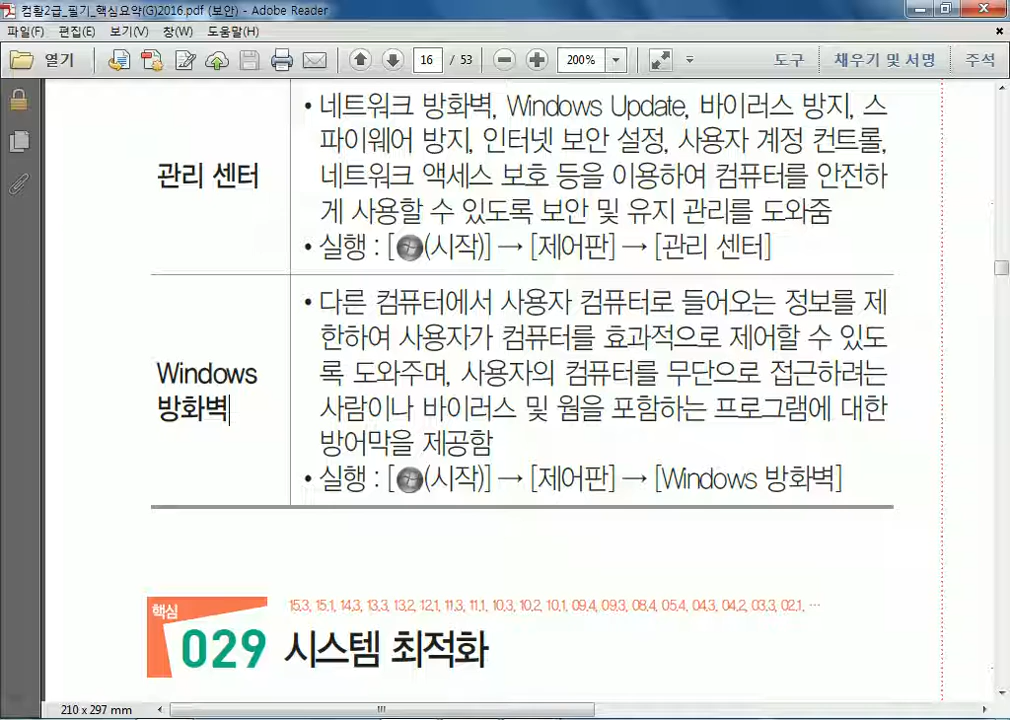 컴활2급_필기_핵심요약(G)2016.pdf (보안) - Adobe Reader
파일(F) 편집(E) 보기(V) 창(W) 도움말(H)
열기 16 / 53 200% 도구 채우기 및 서명 주석
관리 센터
• 네트워크 방화벽, Windows Update, 바이러스 방지, 스
파이웨어 방지, 인터넷 보안 설정, 사용자 계정 컨트롤,
네트워크 액세스 보호 등을 이용하여 컴퓨터를 안전하
게 사용할 수 있도록 보안 및 유지 관리를 도와줌
• 실행 : [(시작)] → [제어판] → [관리 센터]
Windows
방화벽
• 다른 컴퓨터에서 사용자 컴퓨터로 들어오는 정보를 제
한하여 사용자가 컴퓨터를 효과적으로 제어할 수 있도
록 도와주며, 사용자의 컴퓨터를 무단으로 접근하려는
사람이나 바이러스 및 웜을 포함하는 프로그램에 대한
방어막을 제공함
• 실행 : [(시작)] → [제어판] → [Windows 방화벽]
핵심
15.3, 15.1, 14.3, 13.3, 13.2, 12.1, 11.3, 11.1, 10.3, 10.2, 10.1, 09.4, 09.3, 08.4, 05.4, 04.3, 04.2, 03.3, 02.1, …
029 시스템 최적화
210 x 297 mm